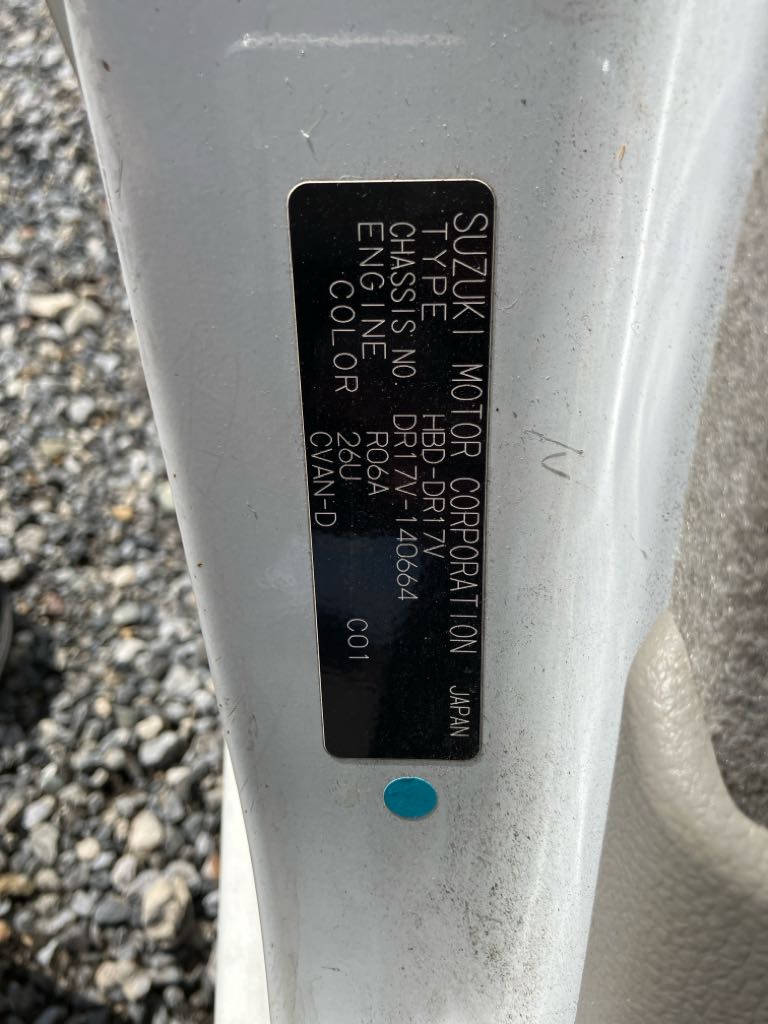 SUZUKI MOTOR CORPORATION JAPAN
TYPE HBD-DR17V
CHASSIS NO. DR17V-140664
ENGINE R06A
COLOR 26U C01
CVAN-D